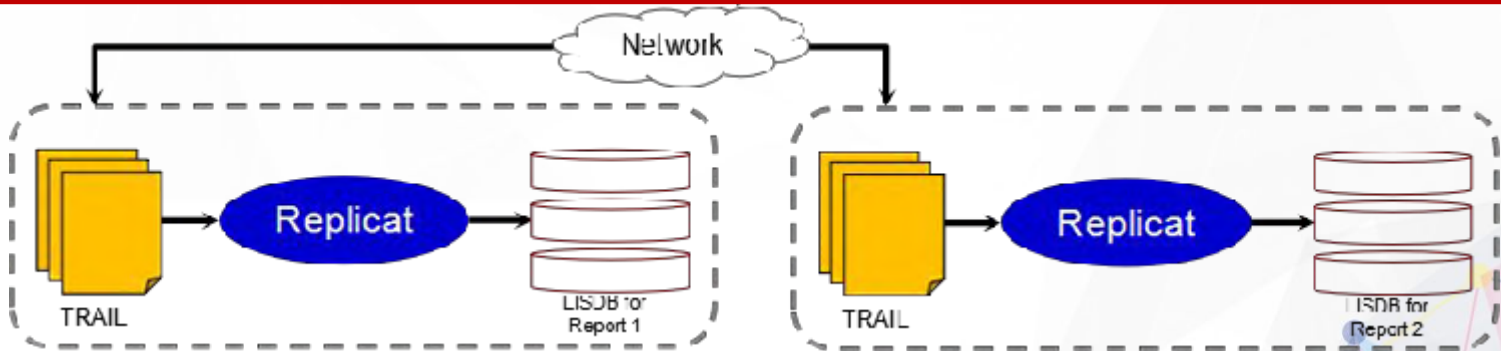 Network
Replicat
TRAIL
LISDB for
Report 1
Replicat
TRAIL
LISDB for
Report 2